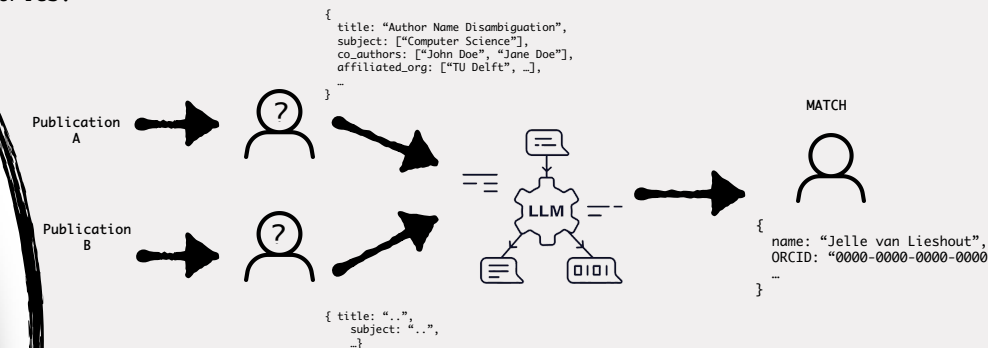 {
title: “Author Name Disambiguation”,
subject: [“Computer Science”],
co_authors: [“John Doe”, “Jane Doe”],
affiliated_org: [“TU Delft”, …],
…
}
Publication
A
?
MATCH
LLM
Publication
B
?
{
name: “Jelle van Lieshout”,
ORCID: “0000-0000-0000-0000
…
}
0101
{ title: “..”,
subject: “..”,
…}